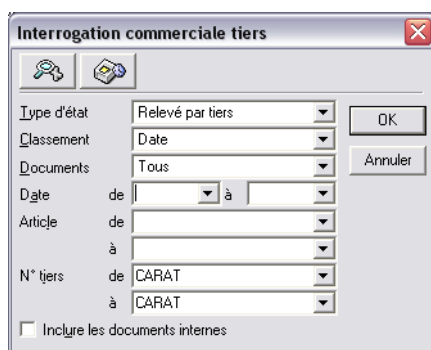 Interrogation commerciale tiers
Type d'état Relevé par tiers
OK
Classement Date
Documents Tous
Annuler
Date de à
Article de
à
N° tiers de CARAT
à CARAT
Inclure les documents internes